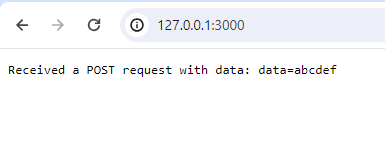 127.0.0.1:3000
Received a POST request with data: data=abcdef